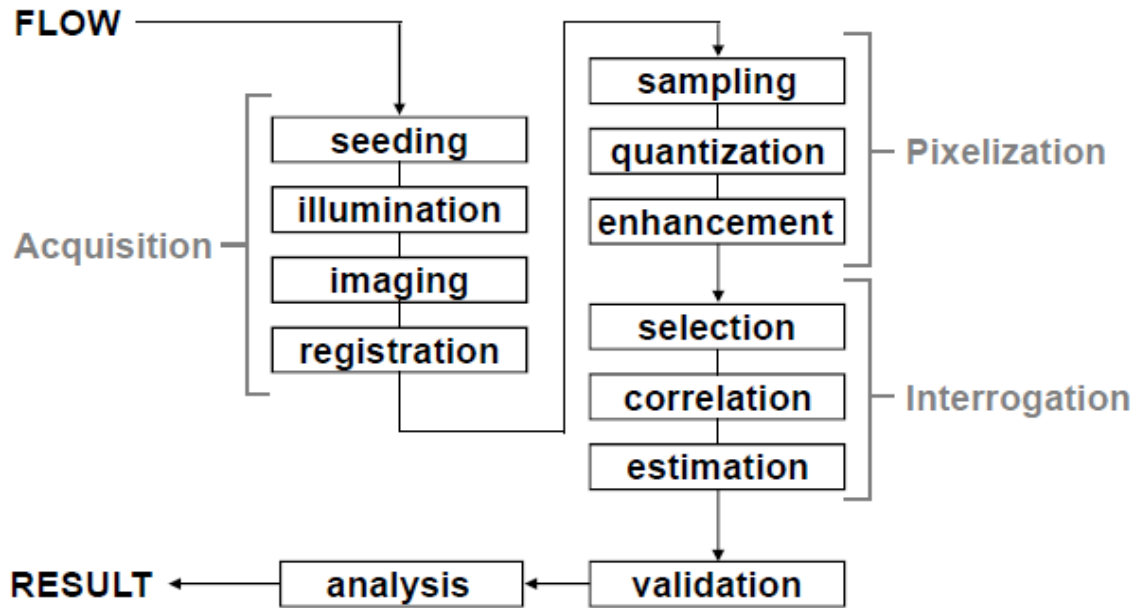 FLOW
seeding
illumination
imaging
registration
Acquisition
sampling
quantization
enhancement
Pixelization
selection
correlation
estimation
Interrogation
validation
analysis
RESULT